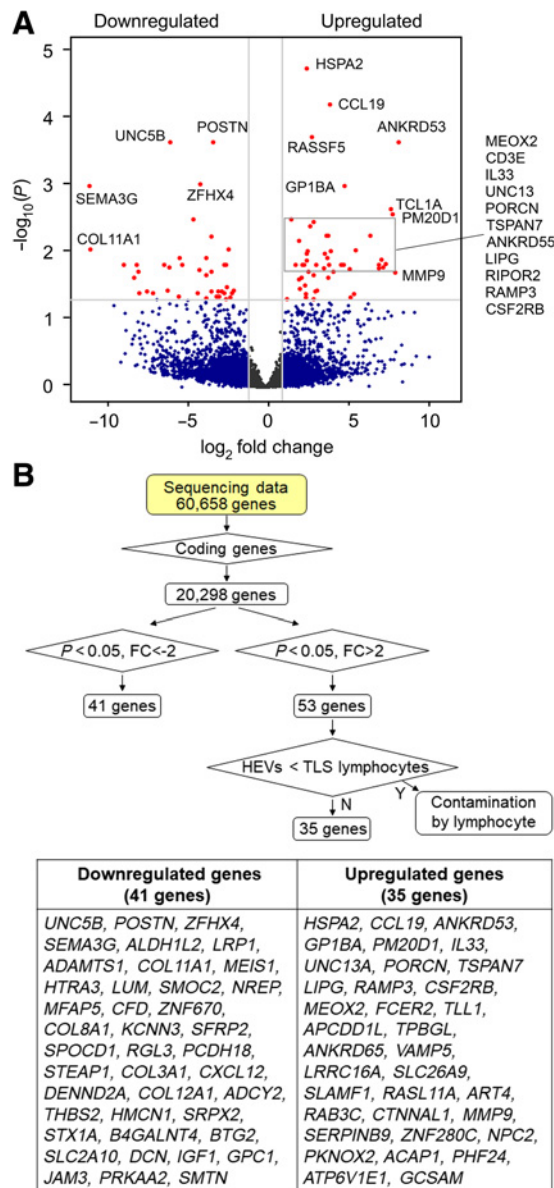 A
Downregulated
Upregulated
5
4
3
2
1
0
−log10(P)
HSPA2
CCL19
UNC5B
POSTN
RASSF5
ANKRD53
SEMA3G
ZFHX4
GP1BA
TCL1A
PM20D1
COL11A1
MMP9
MEOX2
CD3E
IL33
UNC13
PORCN
TSPAN7
ANKRD55
LIPG
RIPOR2
RAMP3
CSF2RB
−10
−5
0
5
10
log2 fold change
B
Sequencing data
60,658 genes
Coding genes
20,298 genes
P < 0.05, FC<-2
P < 0.05, FC>2
41 genes
53 genes
HEVs < TLS lymphocytes
N
Y
35 genes
Contamination
by lymphocyte
Downregulated genes
(41 genes)
Upregulated genes
(35 genes)
UNC5B, POSTN, ZFHX4,
SEMA3G, ALDH1L2, LRP1,
ADAMTS1, COL11A1, MEIS1,
HTRA3, LUM, SMOC2, NREP,
MFAP5, CFD, ZNF670,
COL8A1, KCNN3, SFRP2,
SPOCD1, RGL3, PCDH18,
STEAP1, COL3A1, CXCL12,
DENND2A, COL12A1, ADCY2,
THBS2, HMCN1, SRPX2,
STX1A, B4GALNT4, BTG2,
SLC2A10, DCN, IGF1, GPC1,
JAM3, PRKAA2, SMTN
HSPA2, CCL19, ANKRD53,
GP1BA, PM20D1, IL33,
UNC13A, PORCN, TSPAN7
LIPG, RAMP3, CSF2RB,
MEOX2, FCER2, TLL1,
APCDD1L, TPBGL,
ANKRD65, VAMP5,
LRRC16A, SLC26A9,
SLAMF1, RASL11A, ART4,
RAB3C, CTNNAL1, MMP9,
SERPINB9, ZNF280C, NPC2,
PKNOX2, ACAP1, PHF24,
ATP6V1E1, GCSAM